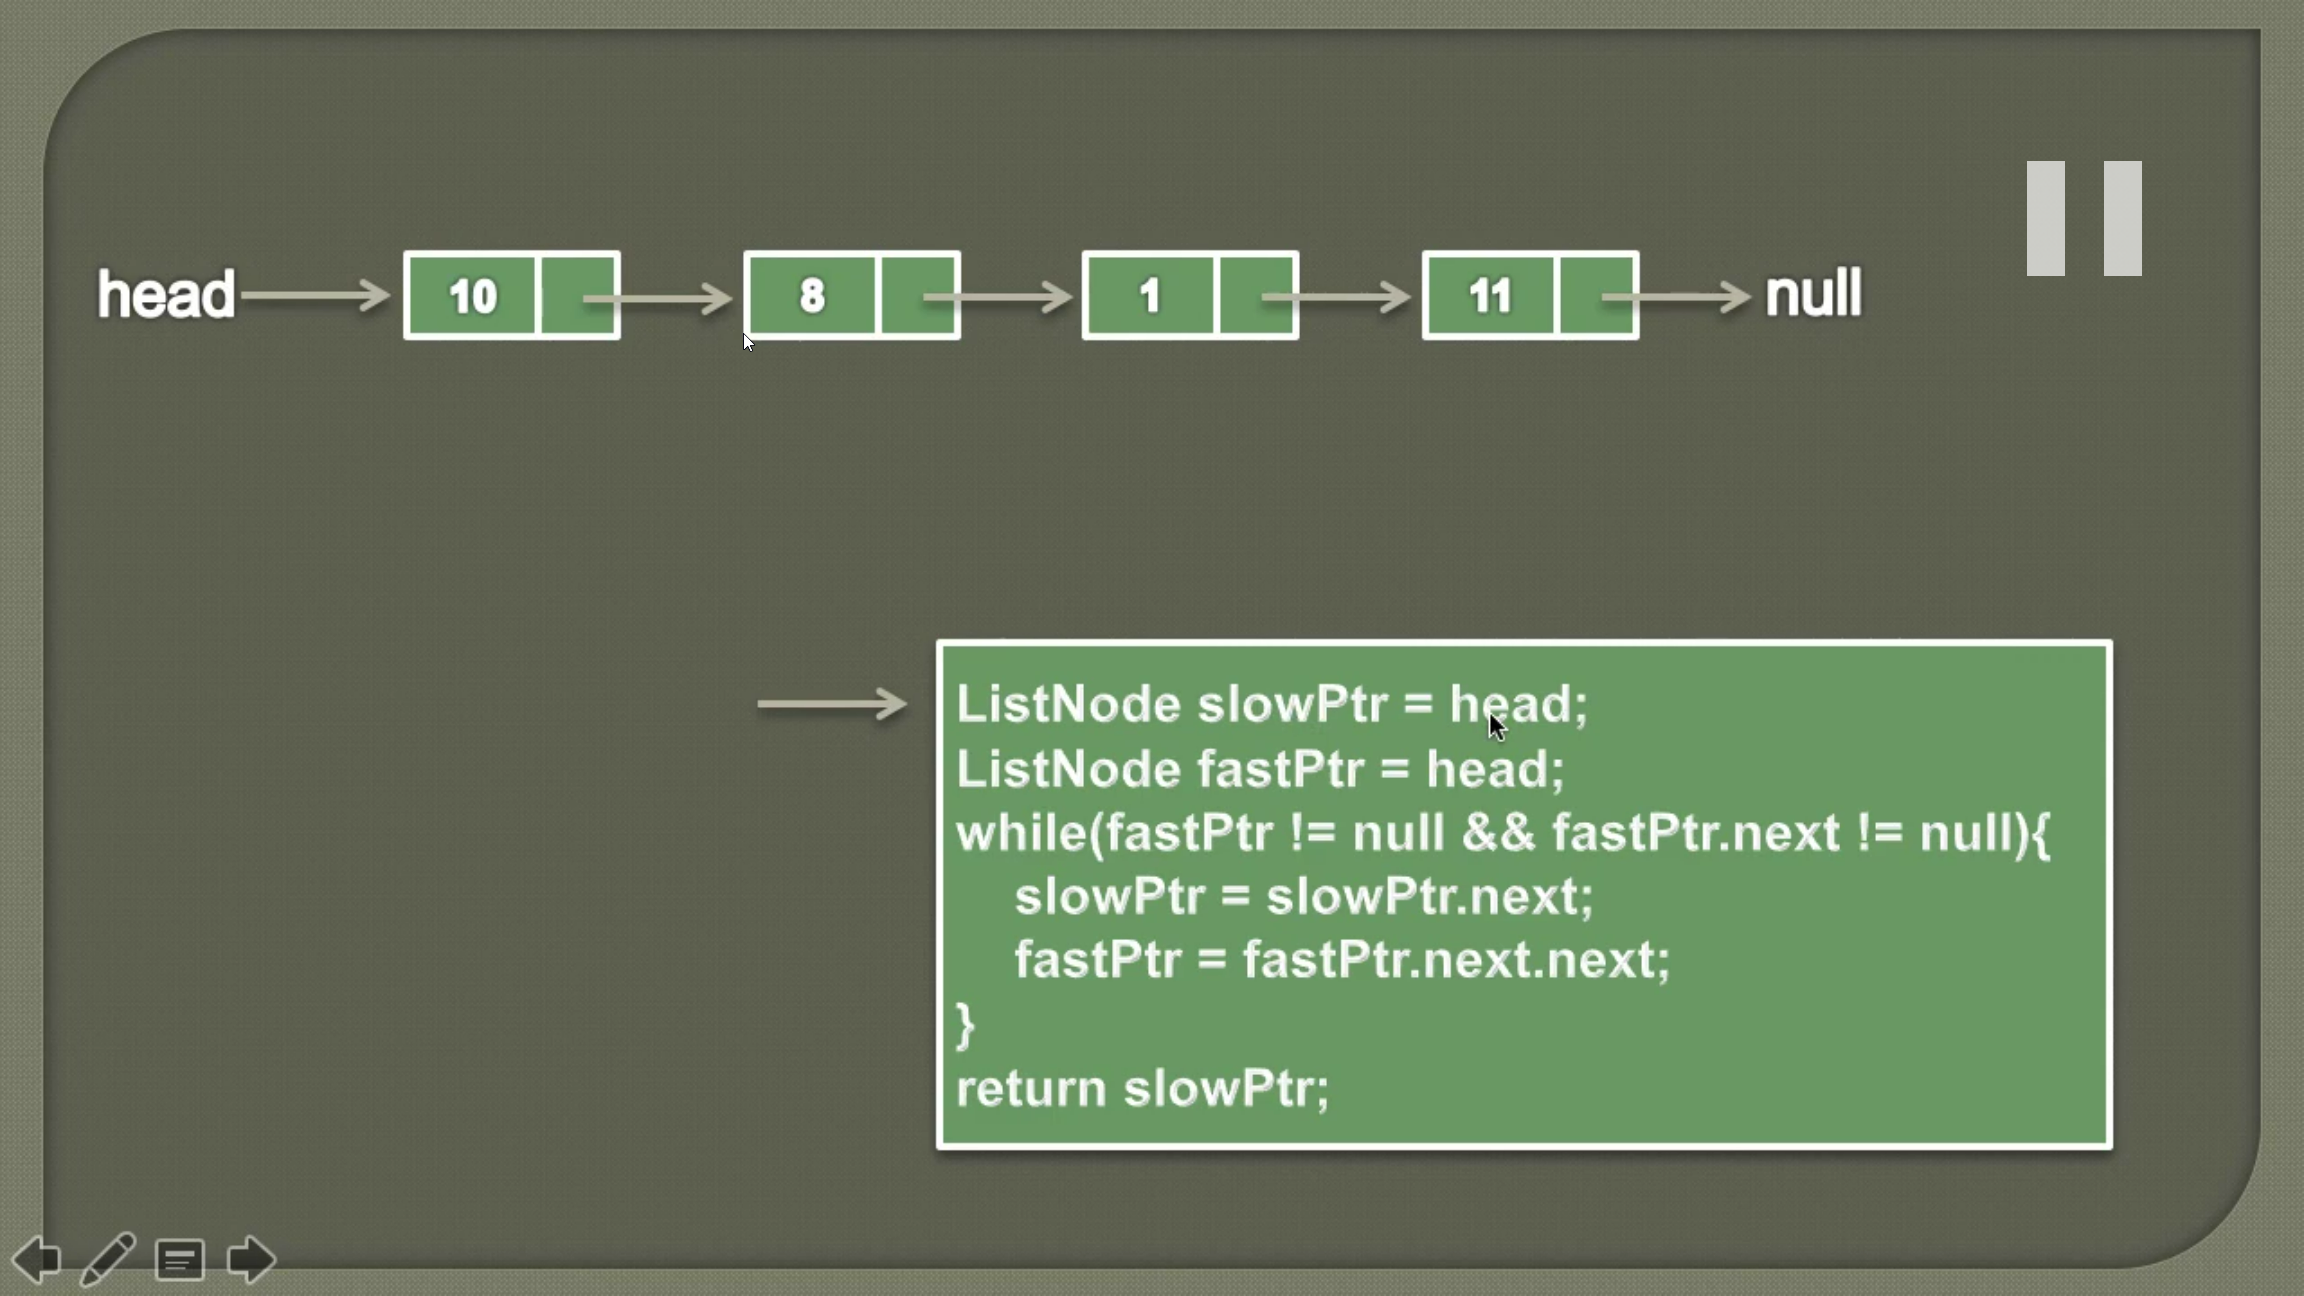 head 10 8 1 11 null
ListNode slowPtr = head;
ListNode fastPtr = head;
while(fastPtr != null && fastPtr.next != null){
slowPtr = slowPtr.next;
fastPtr = fastPtr.next.next;
}
return slowPtr;